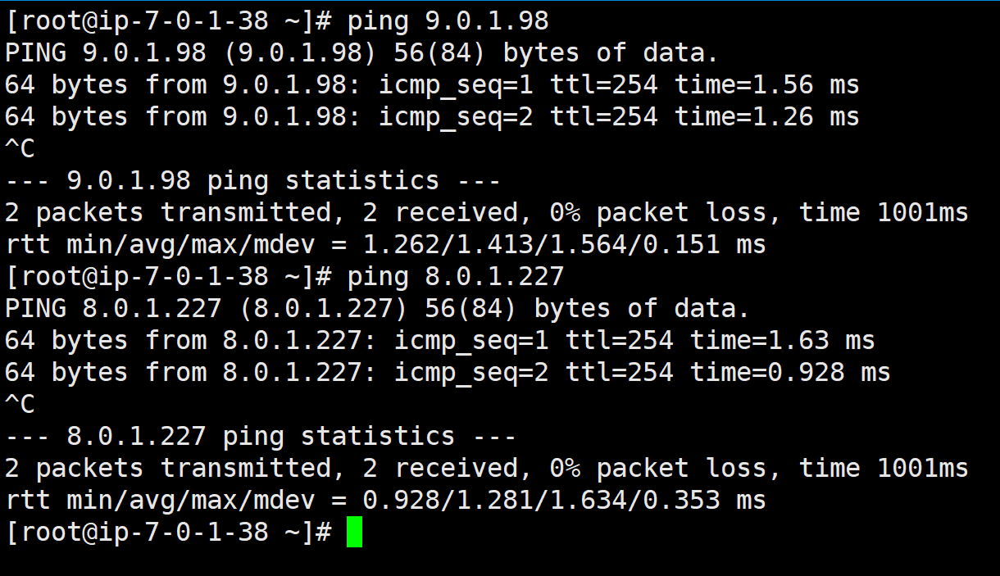 [root@ip-7-0-1-38 ~]# ping 9.0.1.98
PING 9.0.1.98 (9.0.1.98) 56(84) bytes of data.
64 bytes from 9.0.1.98: icmp_seq=1 ttl=254 time=1.56 ms
64 bytes from 9.0.1.98: icmp_seq=2 ttl=254 time=1.26 ms
^C
--- 9.0.1.98 ping statistics ---
2 packets transmitted, 2 received, 0% packet loss, time 1001ms
rtt min/avg/max/mdev = 1.262/1.413/1.564/0.151 ms
[root@ip-7-0-1-38 ~]# ping 8.0.1.227
PING 8.0.1.227 (8.0.1.227) 56(84) bytes of data.
64 bytes from 8.0.1.227: icmp_seq=1 ttl=254 time=1.63 ms
64 bytes from 8.0.1.227: icmp_seq=2 ttl=254 time=0.928 ms
^C
--- 8.0.1.227 ping statistics ---
2 packets transmitted, 2 received, 0% packet loss, time 1001ms
rtt min/avg/max/mdev = 0.928/1.281/1.634/0.353 ms
[root@ip-7-0-1-38 ~]#